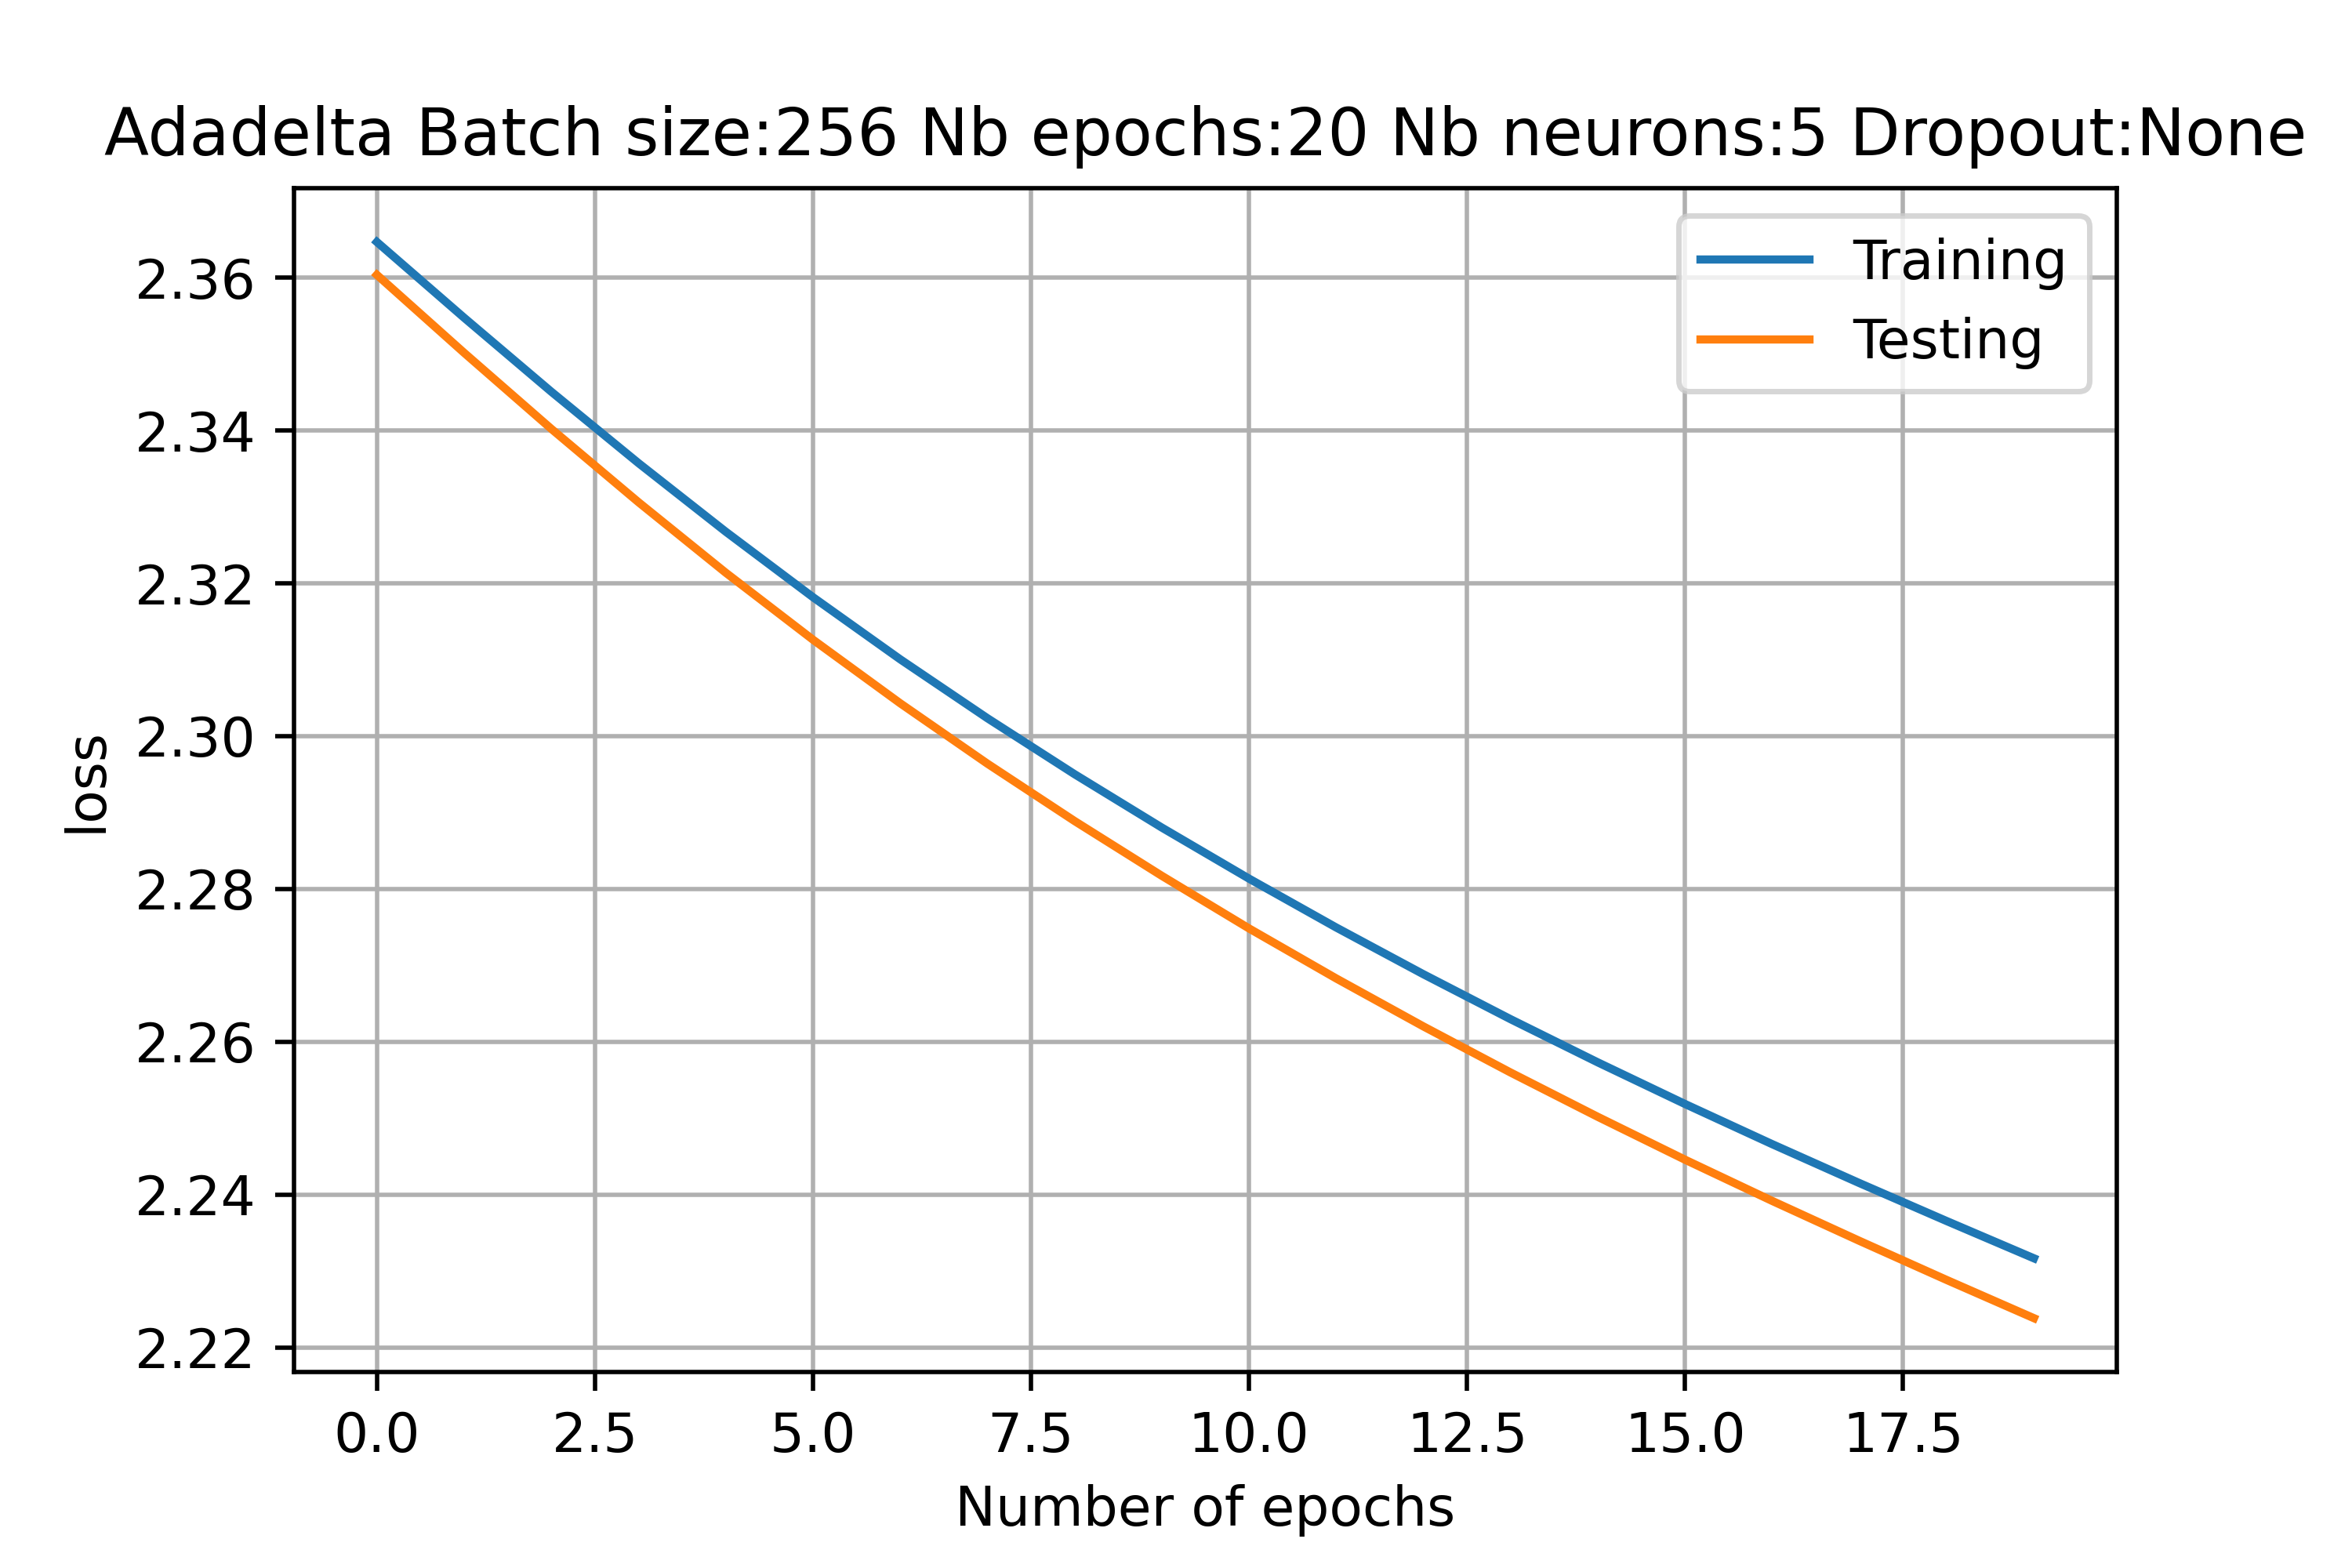 Adadelta Batch size:256 Nb epochs:20 Nb neurons:5 Dropout:None
Training
Testing
2.36
2.34
2.32
2.30
2.28
2.26
2.24
2.22
loss
0.0 2.5 5.0 7.5 10.0 12.5 15.0 17.5
Number of epochs